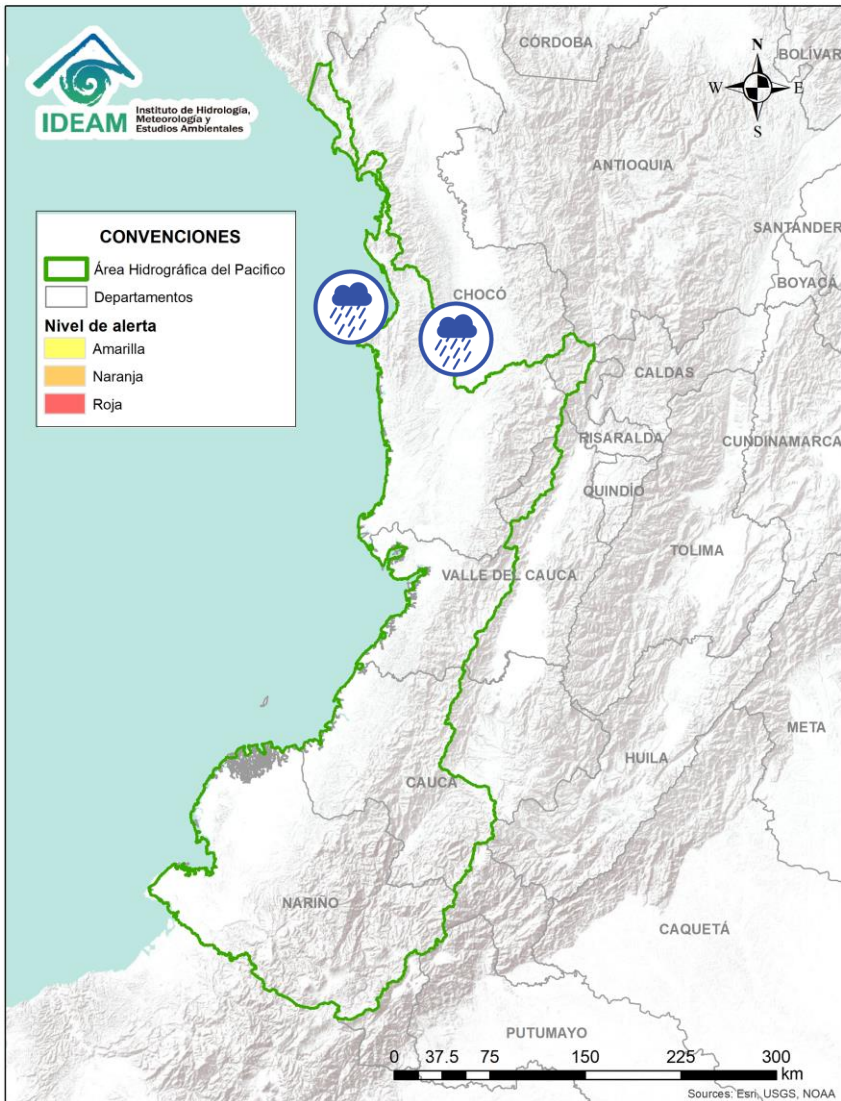 IDEAM
Instituto de Hidrología,
Meteorología y
Estudios Ambientales
CÓRDOBA
BOLÍVAR
N
W
E
S
ANTIOQUIA
SANTANDER
BOYACÁ
CONVENCIONES
Área Hidrográfica del Pacifico
Departamentos
Nivel de alerta
Amarilla
Naranja
Roja
CHOCÓ
CALDAS
RISARALDA
CUNDINAMARCA
QUINDÍO
TOLIMA
VALLE DEL CAUCA
META
HUILA
CAUCA
NARIÑO
CAQUETÁ
PUTUMAYO
0 37.5 75 150 225 300
km
Sources: Esri, USGS, NOAA